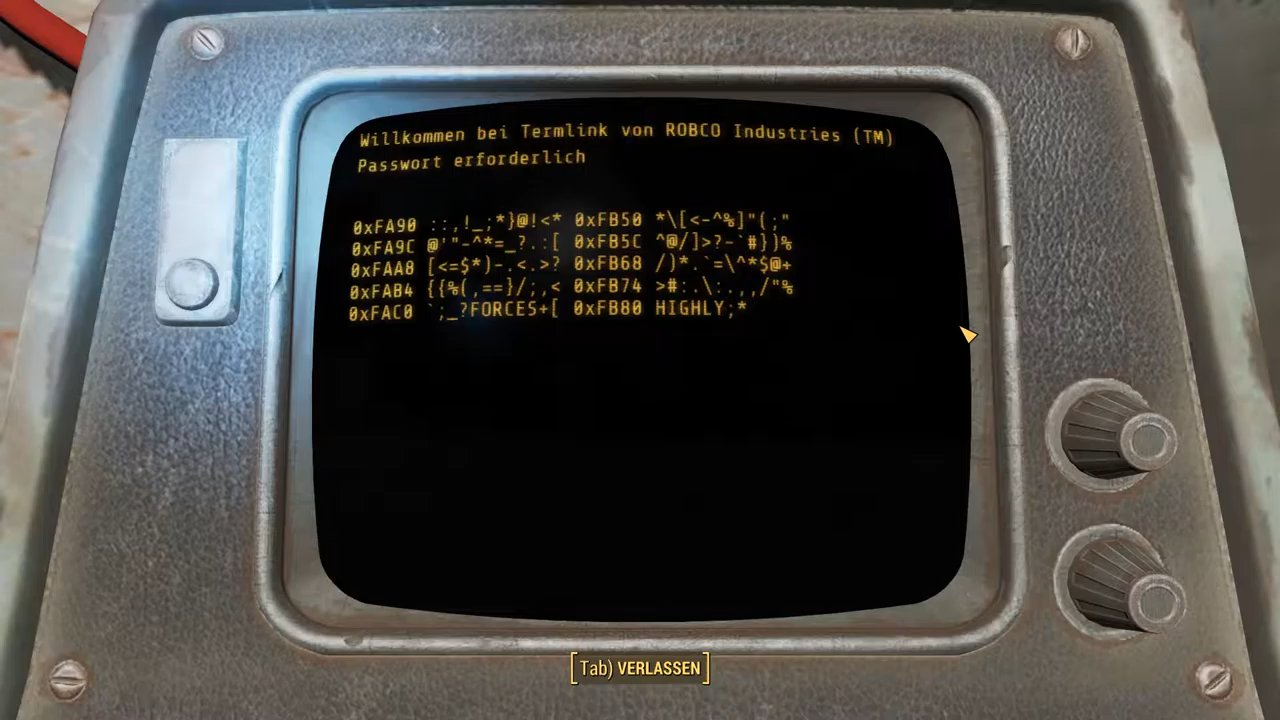 Willkommen bei Termlink von ROBCO Industries (TM)
Passwort erforderlich
0xFA90 ::,!_;*}@!<* 0xFB50 *\[<-^%]"(;"
0xFA9C @'"-^*=_?.:[ 0xFB5C ^@/]>?-`#})%
0xFAA8 [<=$*)-.<.>? 0xFB68 /)*.`=\^*$@+
0xFAB4 {{%(,==}/;,< 0xFB74 >#:.\:.,,/"%
0xFAC0 `;_?FORCES+[ 0xFB80 HIGHLY;*
[Tab) VERLASSEN]